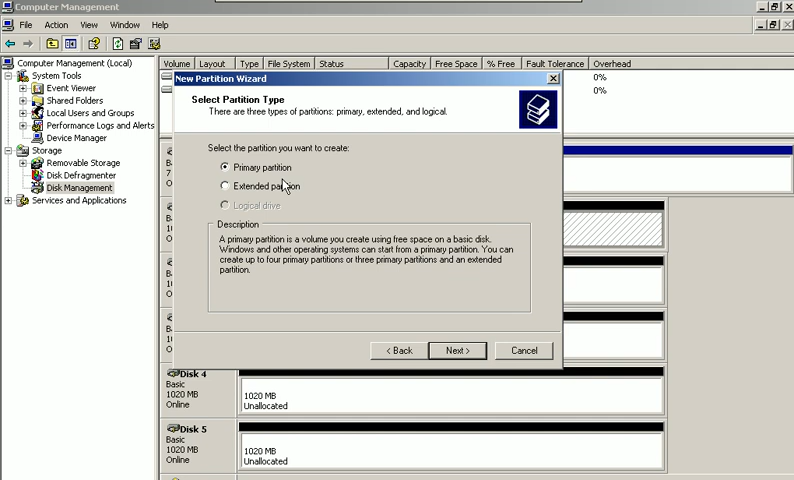 Computer Management
File Action View Window Help
Computer Management (Local)
System Tools
Event Viewer
Shared Folders
Local Users and Groups
Performance Logs and Alerts
Device Manager
Storage
Removable Storage
Disk Defragmenter
Disk Management
Services and Applications
Volume Layout Type File System Status Capacity Free Space % Free Fault Tolerance Overhead
0%
0%
New Partition Wizard
Select Partition Type
There are three types of partitions: primary, extended, and logical.
Select the partition you want to create:
Primary partition
Extended partition
Logical drive
Description
A primary partition is a volume you create using free space on a basic disk.
Windows and other operating systems can start from a primary partition. You can
create up to four primary partitions or three primary partitions and an extended
partition.
< Back Next > Cancel
Disk 4
Basic
1020 MB
Online
1020 MB
Unallocated
Disk 5
Basic
1020 MB
Online
1020 MB
Unallocated